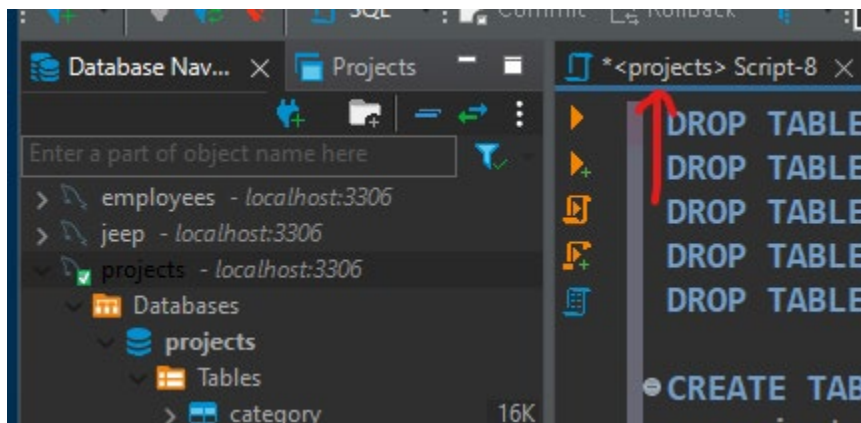 SQL Commit Rollback
Database Nav... Projects
*<projects> Script-8
Enter a part of object name here
employees - localhost:3306
jeep - localhost:3306
projects - localhost:3306
Databases
projects
Tables
category 16K
DROP TABLE
DROP TABLE
DROP TABLE
DROP TABLE
DROP TABLE
CREATE TAB